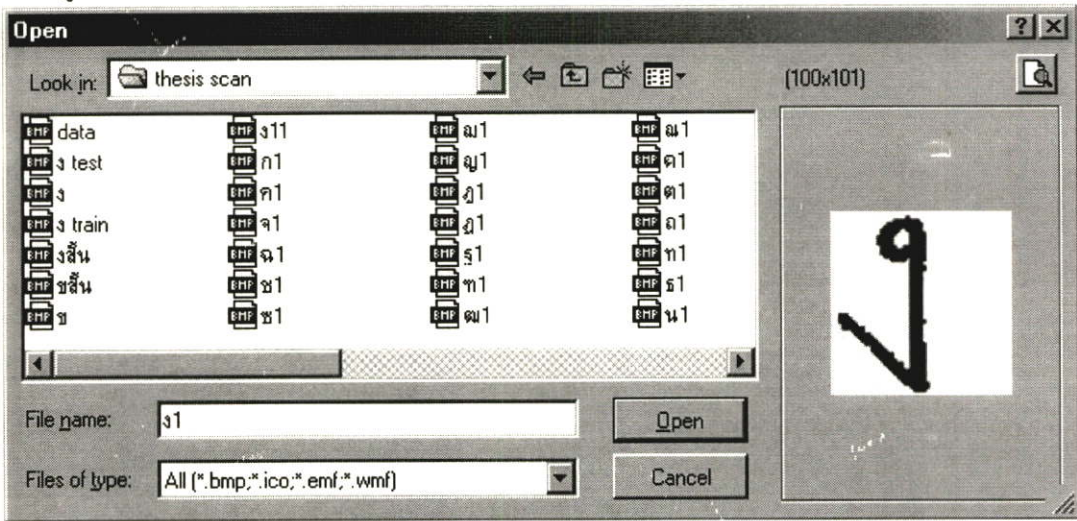 Open
Look in: thesis scan (100x101)
data ง11 ฌ1 ณ1
ง test ก1 ญ1 ด1
ง ค1 ฎ1 ต1
ง train จ1 ฏ1 ถ1
งสั้น ฉ1 ฐ1 ท1
ขสั้น ช1 ฑ1 ธ1
ข ซ1 ฒ1 น1
File name: ง1 Open
Files of type: All (*.bmp;*.ico;*.emf;*.wmf) Cancel
ง